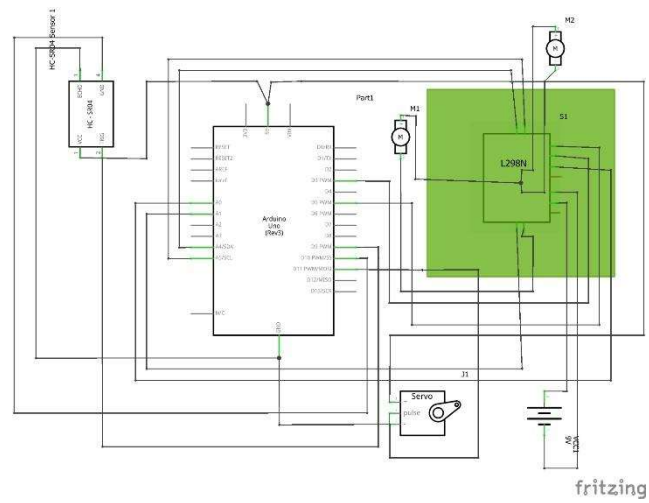 HC-SR04 Sensor 1
ECHO
GND
HC - SR04
VCC
TRIG
3V3
5V
VIN
Part1
RESET
RESET2
AREF
ioref
A0
A1
A2
A3
A4/SDA
A5/SCL
N/C
GND
Arduino
Uno
(Rev3)
D0/RX
D1/TX
D2
D3 PWM
D4
D5 PWM
D6 PWM
D7
D8
D9 PWM
D10 PWM/SS
D11 PWM/MOSI
D12/MISO
D13/SCK
M1
M
M2
M
S1
L298N
J1
Servo
pulse
VCC1
9V
fritzing